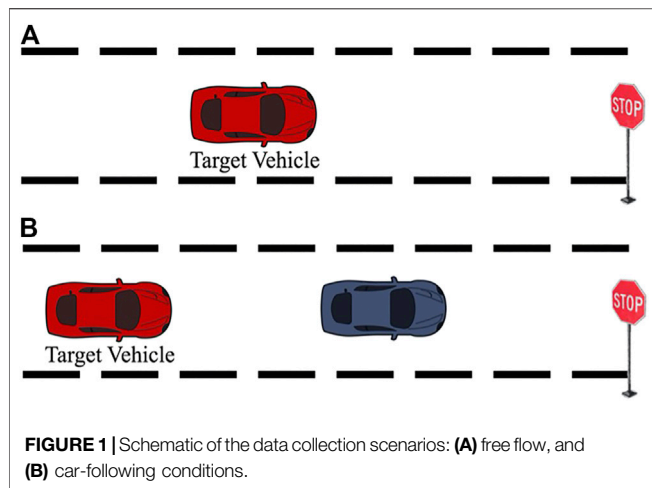 A
STOP
Target Vehicle
B
STOP
Target Vehicle
FIGURE 1 | Schematic of the data collection scenarios: (A) free flow, and
(B) car-following conditions.